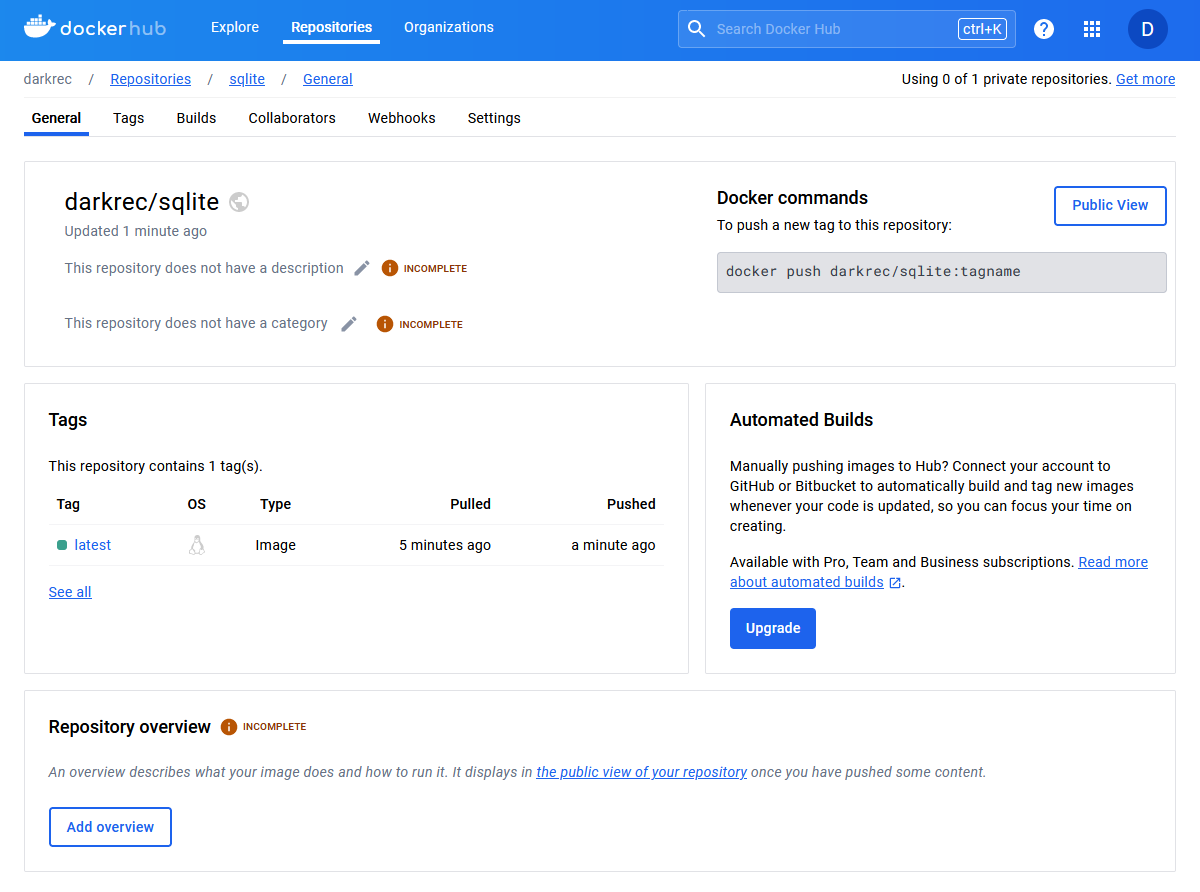 dockerhub
Explore
Repositories
Organizations
Search Docker Hub
ctrl+K
?
D
darkrec / Repositories / sqlite / General
Using 0 of 1 private repositories. Get more
General
Tags
Builds
Collaborators
Webhooks
Settings
darkrec/sqlite
Updated 1 minute ago
This repository does not have a description
INCOMPLETE
This repository does not have a category
INCOMPLETE
Docker commands
To push a new tag to this repository:
Public View
docker push darkrec/sqlite:tagname
Tags
This repository contains 1 tag(s).
Tag OS Type Pulled Pushed
latest Image 5 minutes ago a minute ago
See all
Automated Builds
Manually pushing images to Hub? Connect your account to
GitHub or Bitbucket to automatically build and tag new images
whenever your code is updated, so you can focus your time on
creating.
Available with Pro, Team and Business subscriptions. Read more
about automated builds .
Upgrade
Repository overview
INCOMPLETE
An overview describes what your image does and how to run it. It displays in the public view of your repository once you have pushed some content.
Add overview